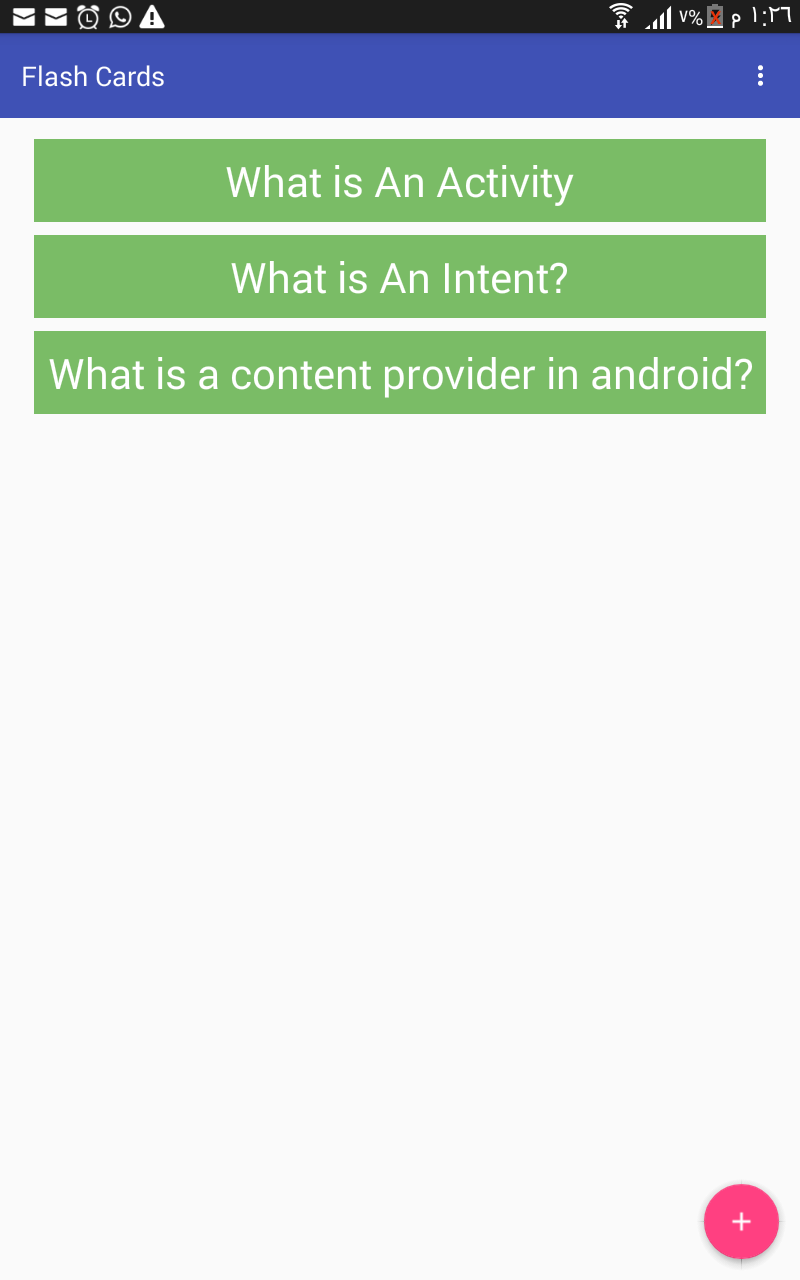 ٧% م ١:٢٦
Flash Cards
What is An Activity
What is An Intent?
What is a content provider in android?
+